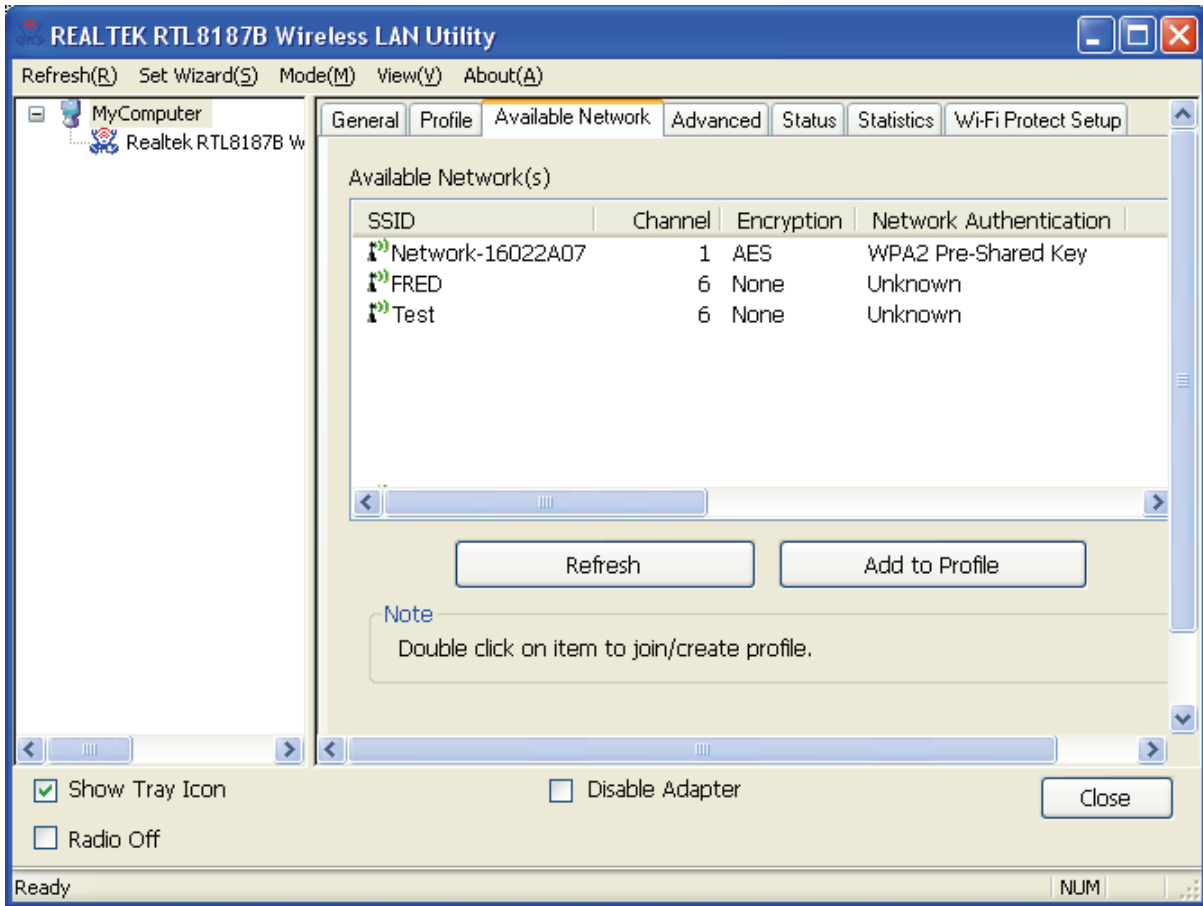 REALTEK RTL8187B Wireless LAN Utility
Refresh(R) Set Wizard(S) Mode(M) View(V) About(A)
MyComputer
Realtek RTL8187B W
General Profile Available Network Advanced Status Statistics Wi-Fi Protect Setup
Available Network(s)
SSID Channel Encryption Network Authentication
Network-16022A07 1 AES WPA2 Pre-Shared Key
FRED 6 None Unknown
Test 6 None Unknown
Refresh Add to Profile
Note
Double click on item to join/create profile.
Show Tray Icon Disable Adapter Close
Radio Off
Ready NUM